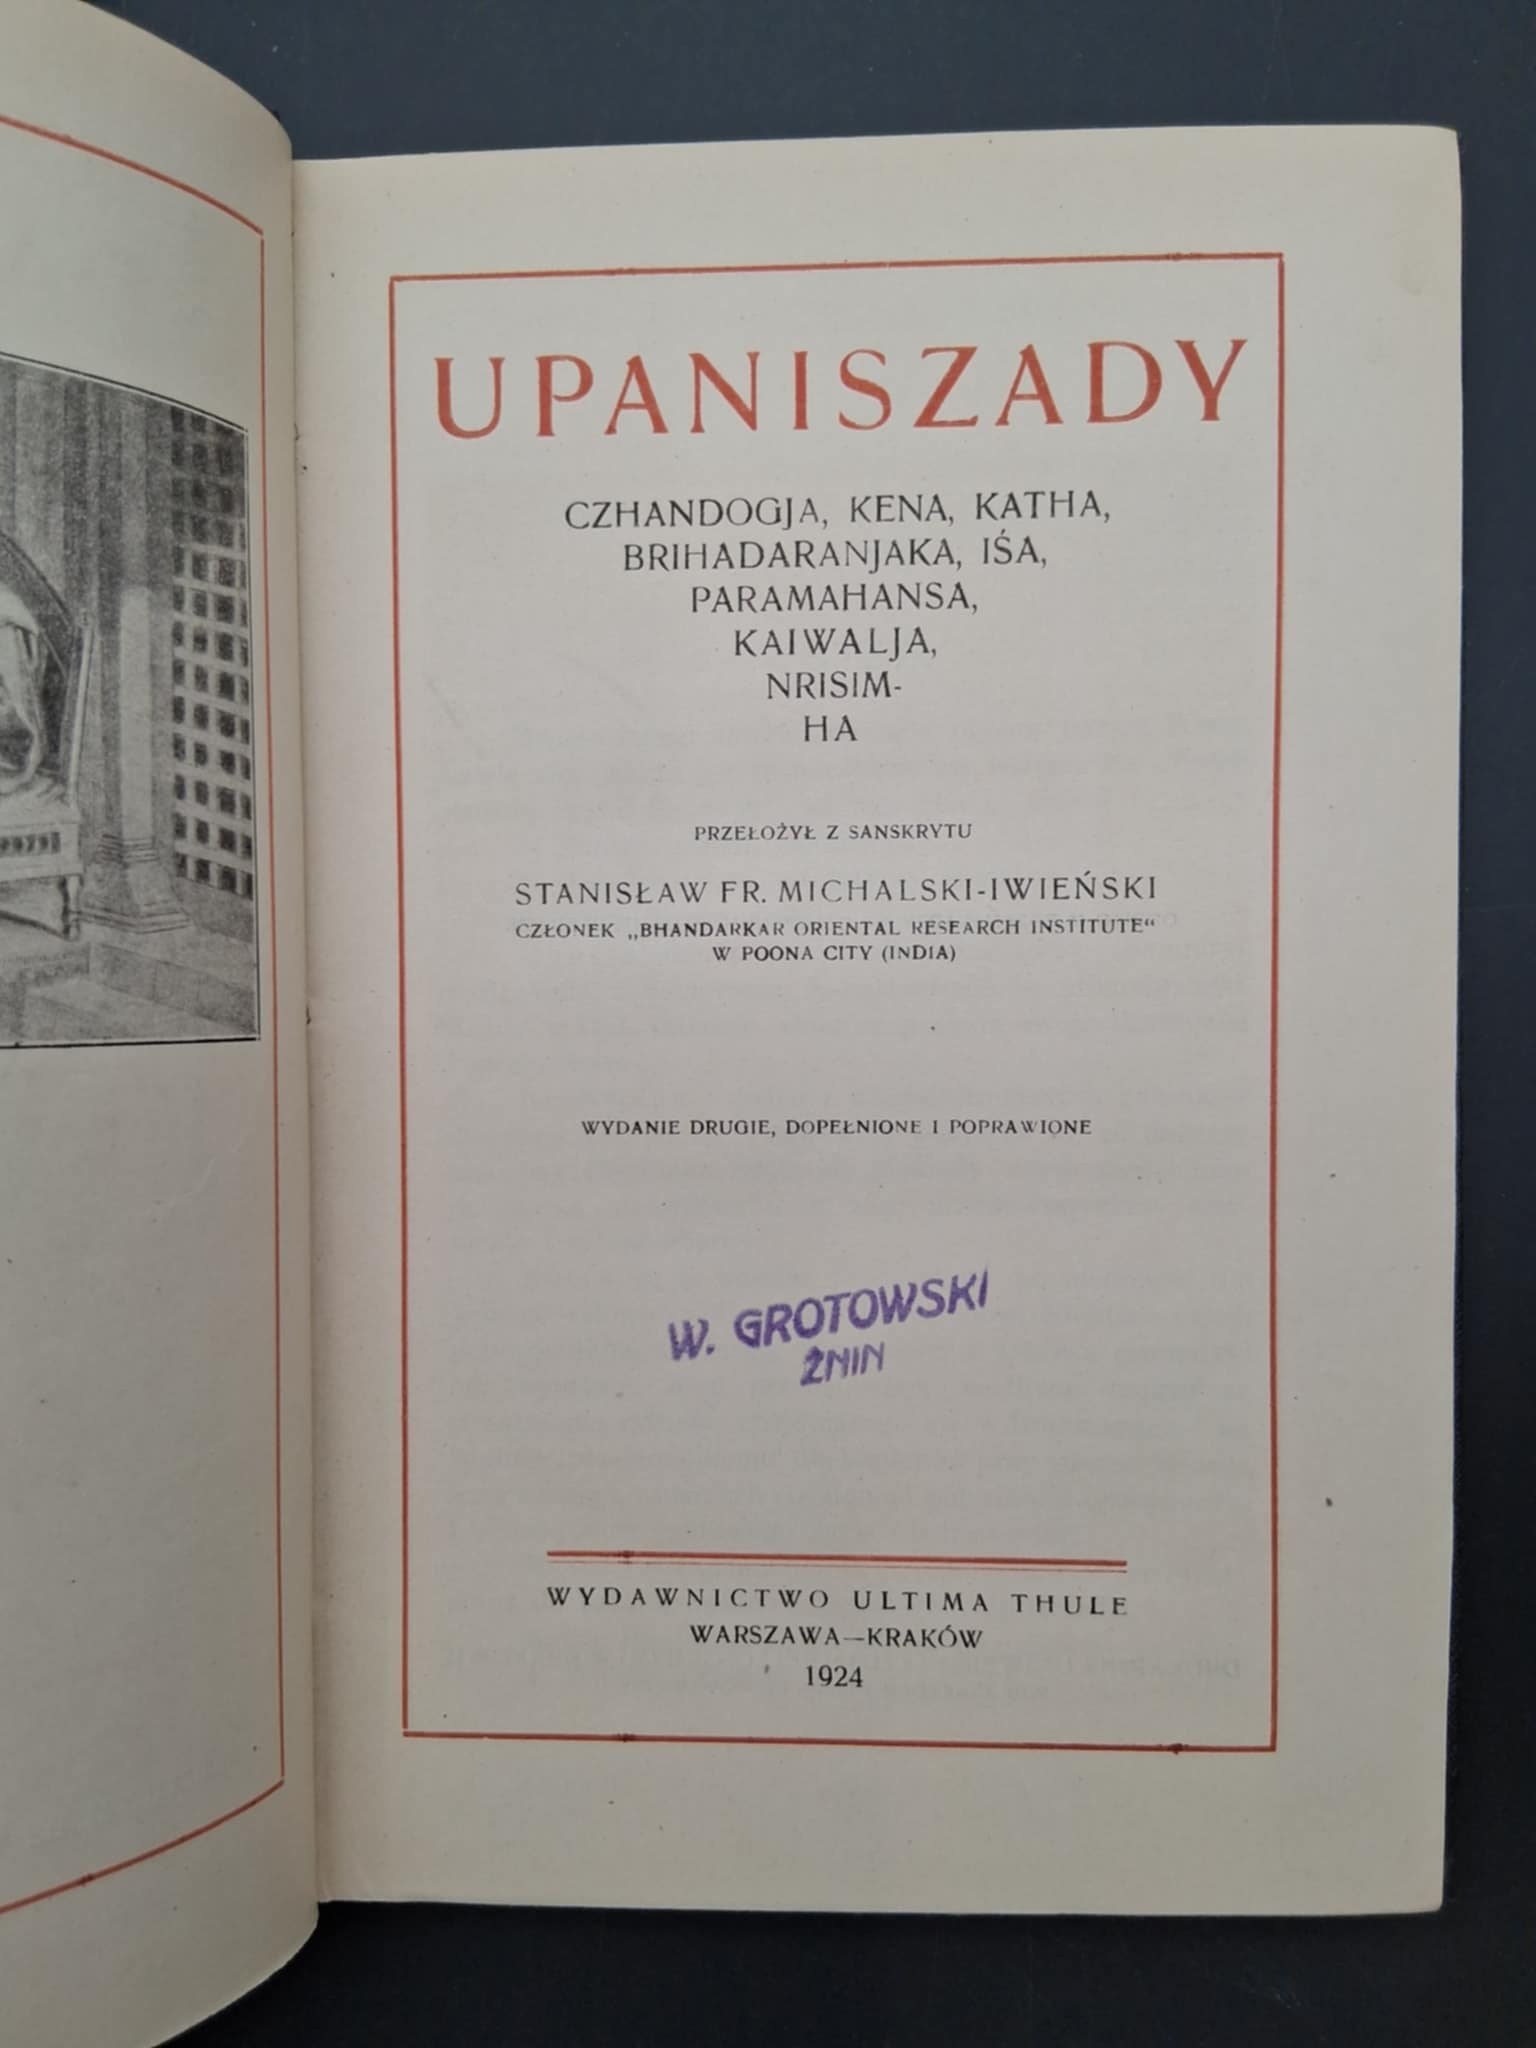 UPANISZADY
CZHANDOGJA, KENA, KATHA,
BRIHADARANJAKA, IŚA,
PARAMAHANSA,
KAIWALJA,
NRISIM-
HA
PRZEŁOŻYŁ Z SANSKRYTU
STANISŁAW FR. MICHALSKI-IWIEŃSKI
CZŁONEK „BHANDARKAR ORIENTAL RESEARCH INSTITUTE“
W POONA CITY (INDIA)
WYDANIE DRUGIE, DOPEŁNIONE I POPRAWIONE
W. GROTOWSKI
ŻNIN
WYDAWNICTWO ULTIMA THULE
WARSZAWA—KRAKÓW
1924